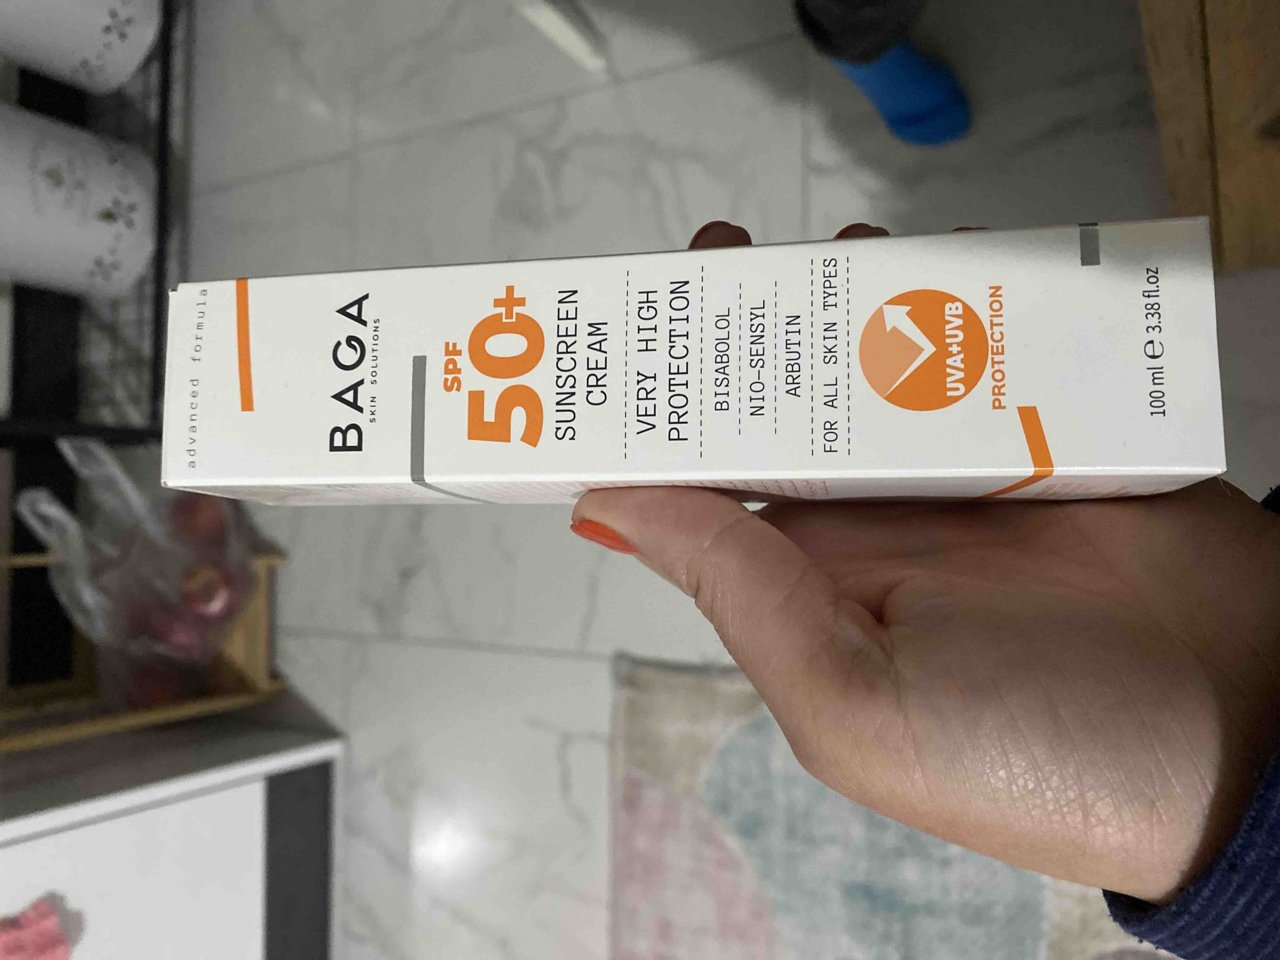 advanced formula
BAGA
SKIN SOLUTIONS
SPF
50+
SUNSCREEN
CREAM
VERY HIGH
PROTECTION
BISABOLOL
NIO-SENSYL
ARBUTIN
FOR ALL SKIN TYPES
UVA+UVB
PROTECTION
100 ml ℮ 3.38 fl.oz